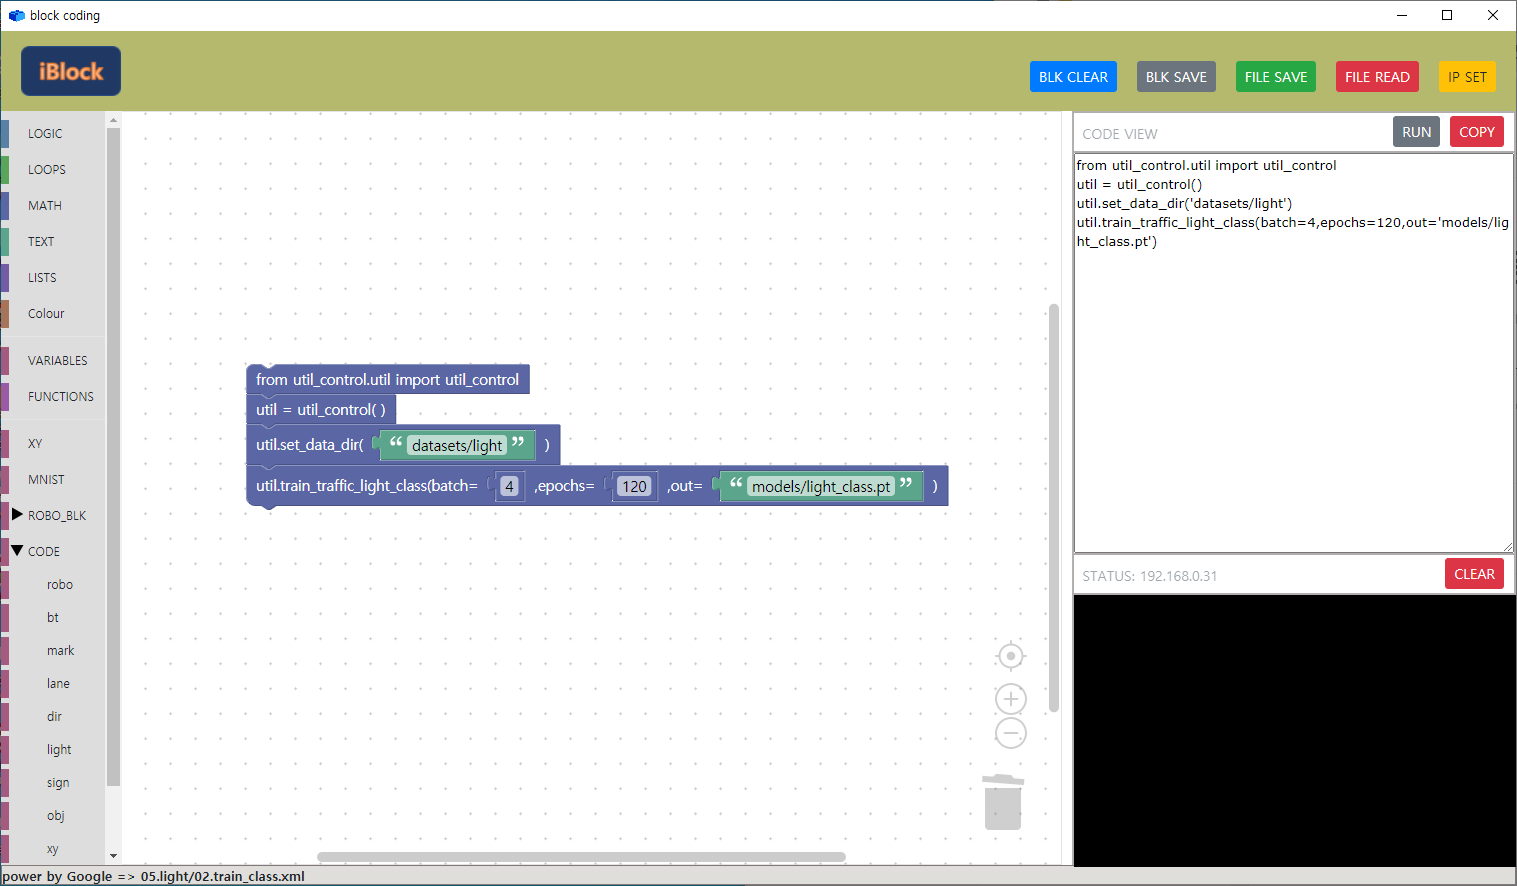 block coding
iBlock
BLK CLEAR
BLK SAVE
FILE SAVE
FILE READ
IP SET
LOGIC
LOOPS
MATH
TEXT
LISTS
Colour
VARIABLES
FUNCTIONS
XY
MNIST
ROBO_BLK
CODE
robo
bt
mark
lane
dir
light
sign
obj
xy
from util_control.util import util_control
util = util_control( )
util.set_data_dir( “ datasets/light ” )
util.train_traffic_light_class(batch= 4 ,epochs= 120 ,out= “ models/light_class.pt ” )
CODE VIEW
RUN
COPY
from util_control.util import util_control
util = util_control()
util.set_data_dir('datasets/light')
util.train_traffic_light_class(batch=4,epochs=120,out='models/lig
ht_class.pt')
STATUS: 192.168.0.31
CLEAR
power by Google => 05.light/02.train_class.xml